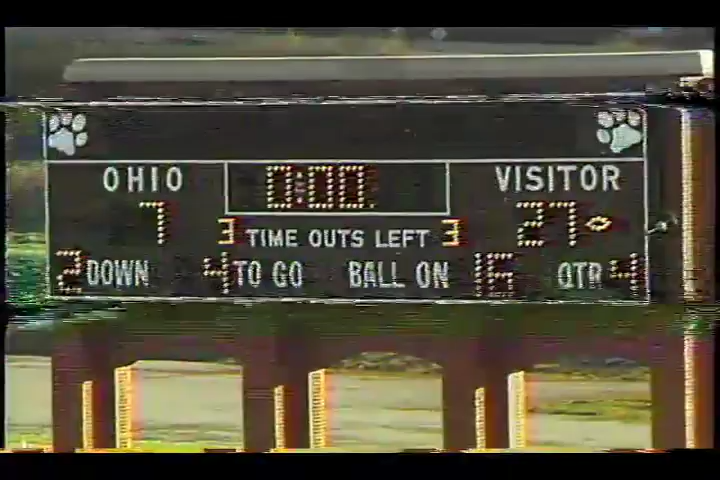 OHIO 0:00 VISITOR
7 3 TIME OUTS LEFT 3 27
2 DOWN 4 TO GO BALL ON 16 QTR 4